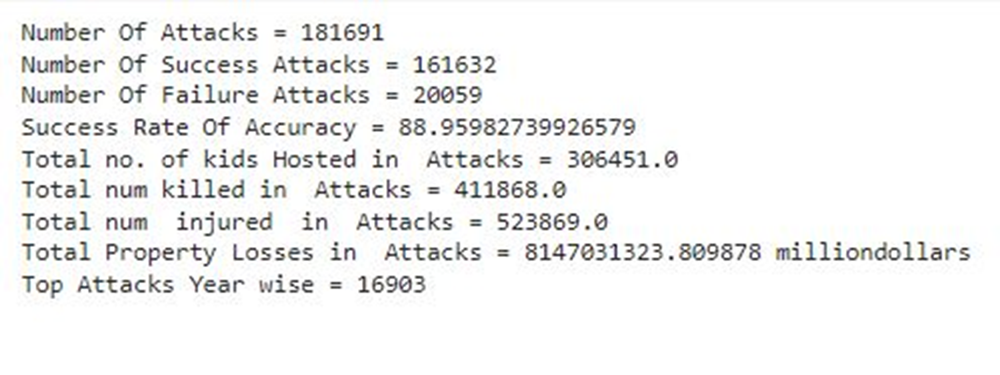 Number Of Attacks = 181691
Number Of Success Attacks = 161632
Number Of Failure Attacks = 20059
Success Rate Of Accuracy = 88.95982739926579
Total no. of kids Hosted in  Attacks = 306451.0
Total num killed in  Attacks = 411868.0
Total num  injured  in  Attacks = 523869.0
Total Property Losses in  Attacks = 8147031323.809878 milliondollars
Top Attacks Year wise = 16903